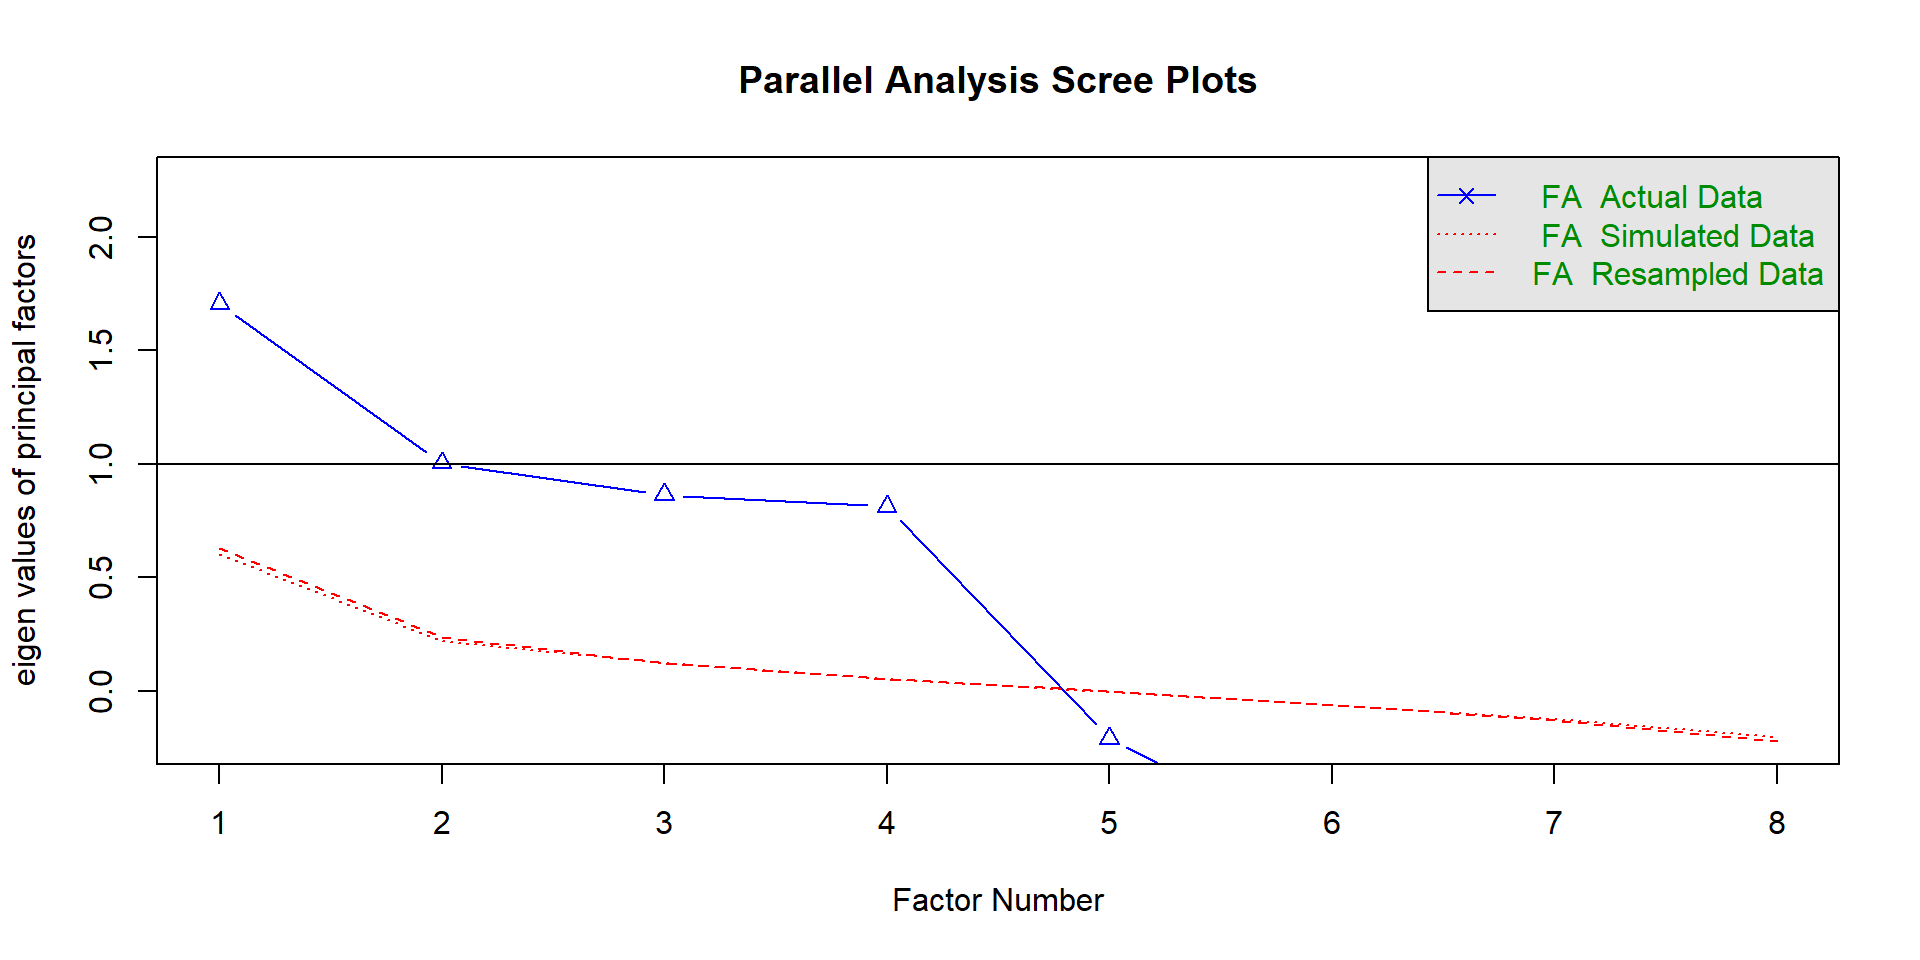 Parallel Analysis Scree Plots
eigen values of principal factors
2.0
1.5
1.0
0.5
0.0
FA  Actual Data
FA  Simulated Data
FA  Resampled Data
1 2 3 4 5 6 7 8
Factor Number